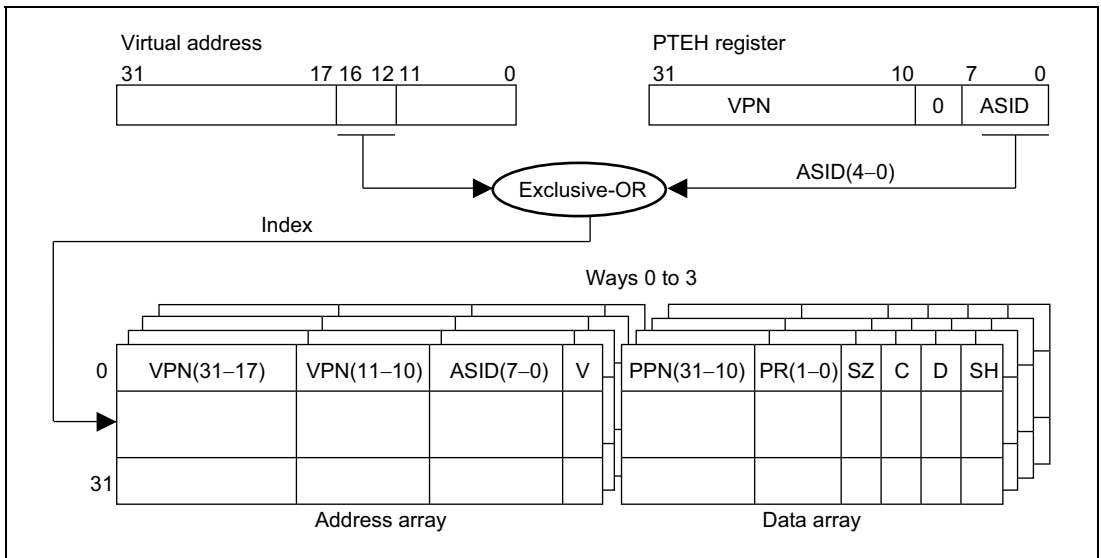 Virtual address
31 17 16 12 11 0
PTEH register
31 10 7 0
VPN 0 ASID
ASID(4–0)
Exclusive-OR
Index
Ways 0 to 3
0 VPN(31–17) VPN(11–10) ASID(7–0) V PPN(31–10) PR(1–0) SZ C D SH
31
Address array
Data array